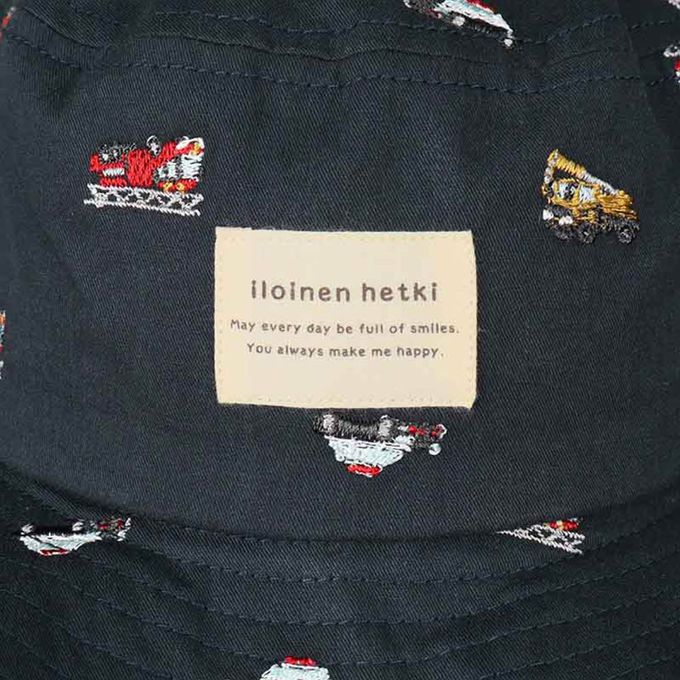 iloinen hetki
May every day be full of smiles.
You always make me happy.